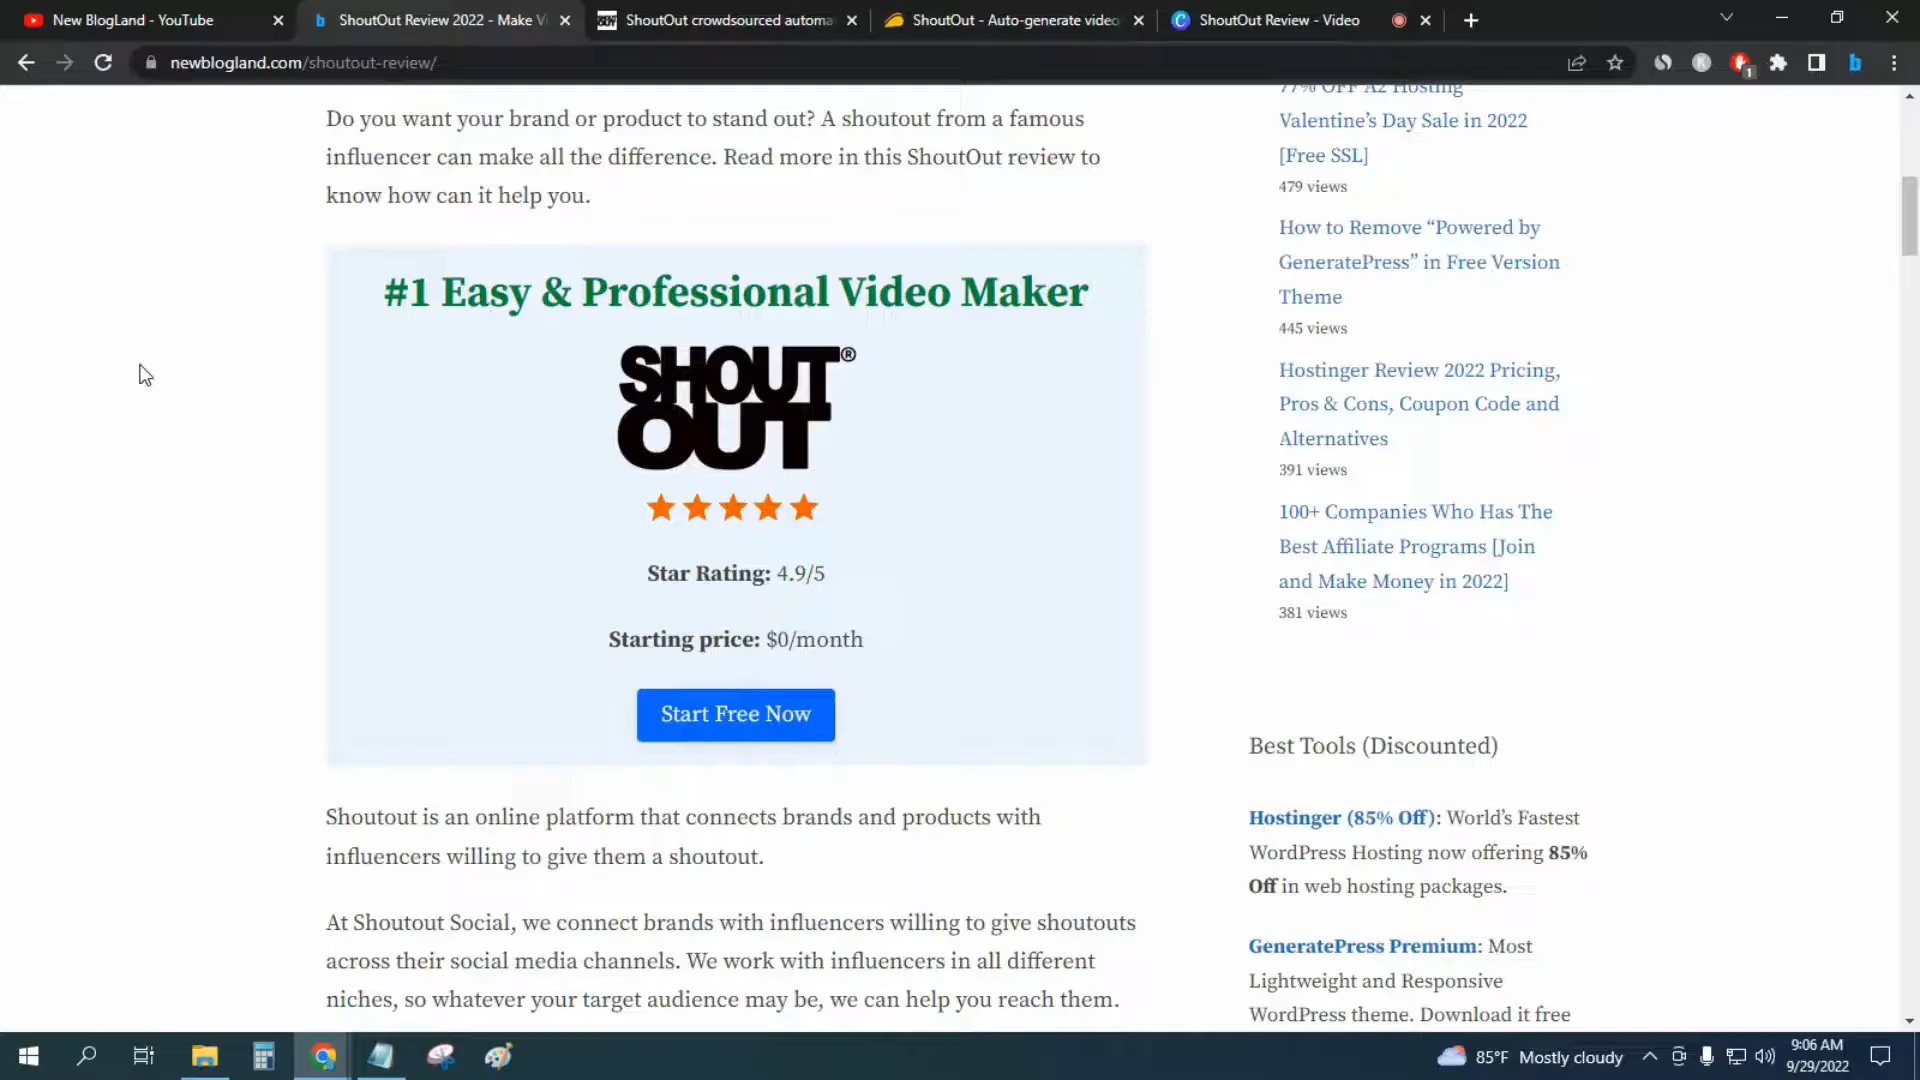 New BlogLand - YouTube
ShoutOut Review 2022 - Make Vi
ShoutOut crowdsourced automa
ShoutOut - Auto-generate video
ShoutOut Review - Video
newblogland.com/shoutout-review/
1
Do you want your brand or product to stand out? A shoutout from a famous
influencer can make all the difference. Read more in this ShoutOut review to
know how can it help you.
#1 Easy & Professional Video Maker
SHOUT®
OUT
Star Rating: 4.9/5
Starting price: $0/month
Start Free Now
Shoutout is an online platform that connects brands and products with
influencers willing to give them a shoutout.
At Shoutout Social, we connect brands with influencers willing to give shoutouts
across their social media channels. We work with influencers in all different
niches, so whatever your target audience may be, we can help you reach them.
77% OFF A2 Hosting
Valentine’s Day Sale in 2022
[Free SSL]
479 views
How to Remove “Powered by
GeneratePress” in Free Version
Theme
445 views
Hostinger Review 2022 Pricing,
Pros & Cons, Coupon Code and
Alternatives
391 views
100+ Companies Who Has The
Best Affiliate Programs [Join
and Make Money in 2022]
381 views
Best Tools (Discounted)
Hostinger (85% Off): World’s Fastest
WordPress Hosting now offering 85%
Off in web hosting packages.
GeneratePress Premium: Most
Lightweight and Responsive
WordPress theme. Download it free
85°F Mostly cloudy
9:06 AM
9/29/2022